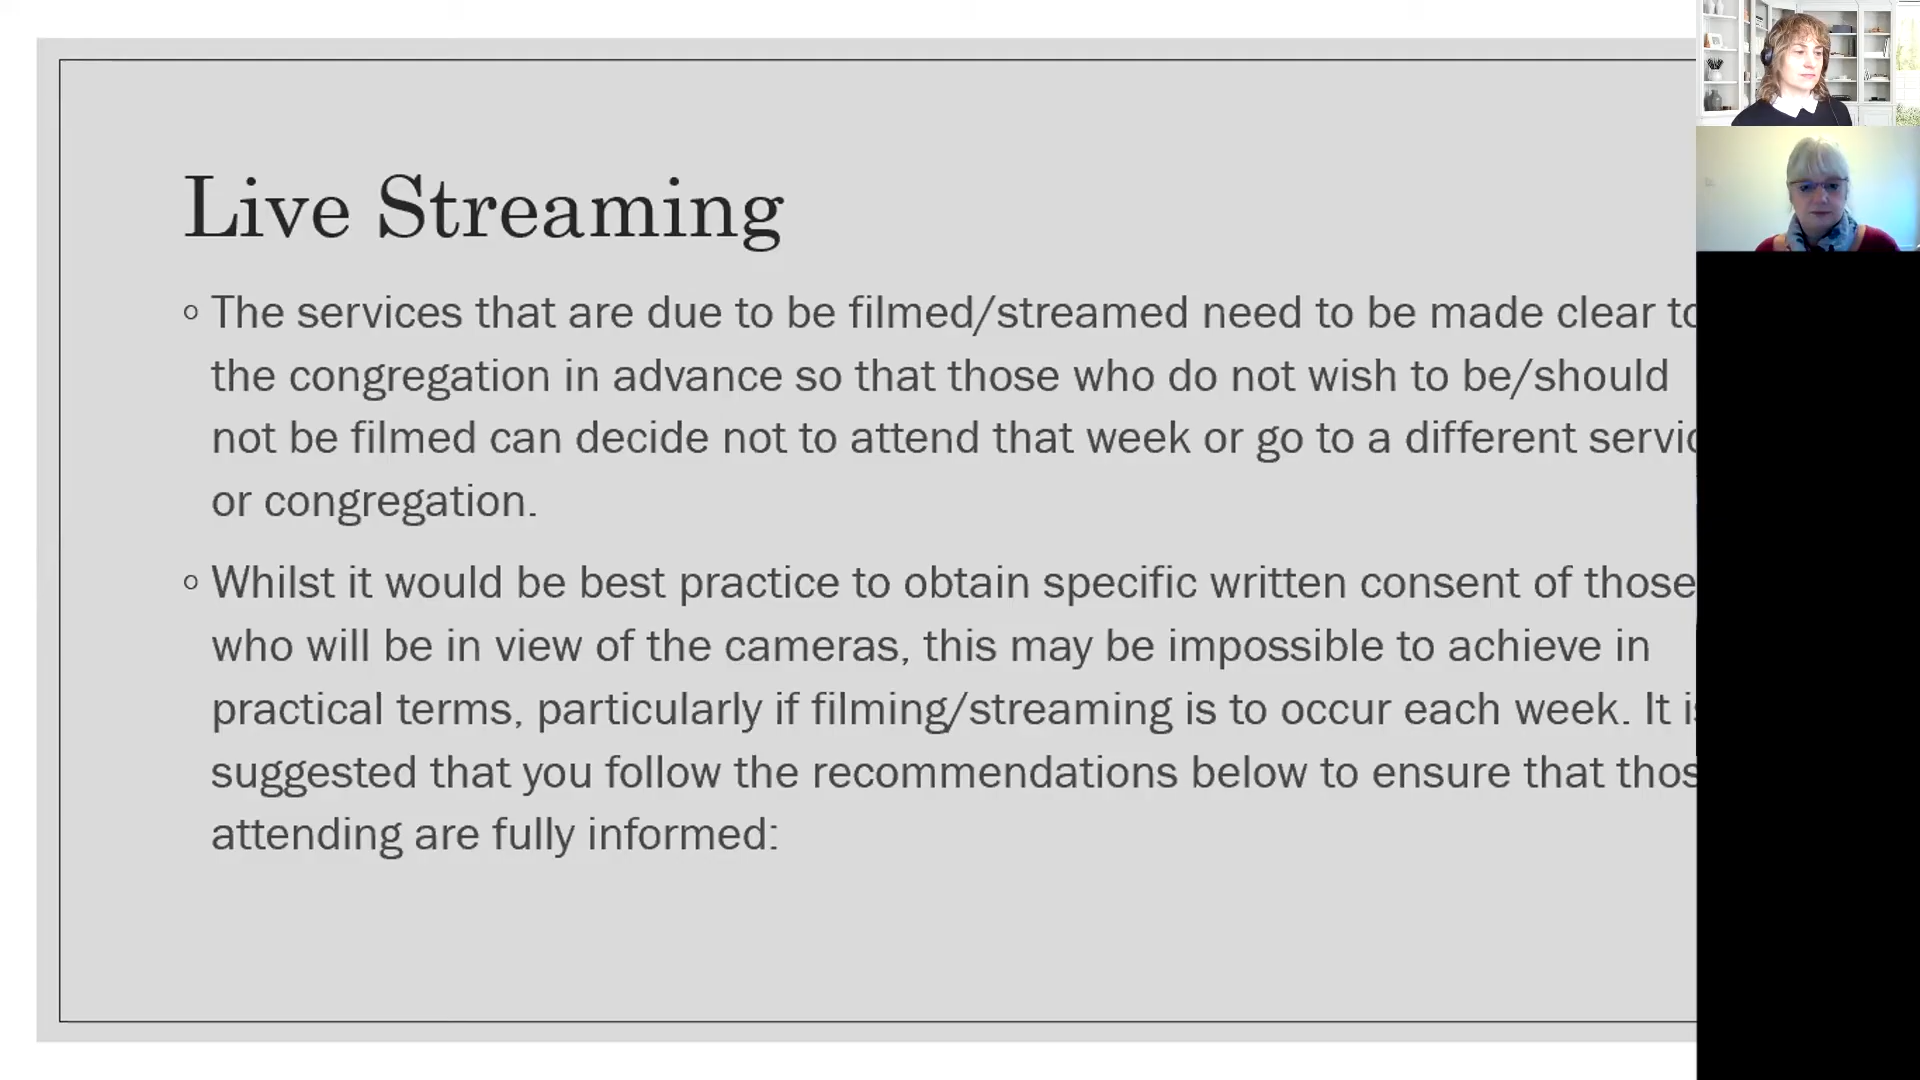 Live Streaming
The services that are due to be filmed/streamed need to be made clear to
the congregation in advance so that those who do not wish to be/should
not be filmed can decide not to attend that week or go to a different
or congregation.
Whilst it would be best practice to obtain specific written consent of those
who will be in view of the cameras, this may be impossible to achieve in
practical terms, particularly if filming/streaming is to occur each week. It
suggested that you follow the recommendations below to ensure that
attending are fully informed: